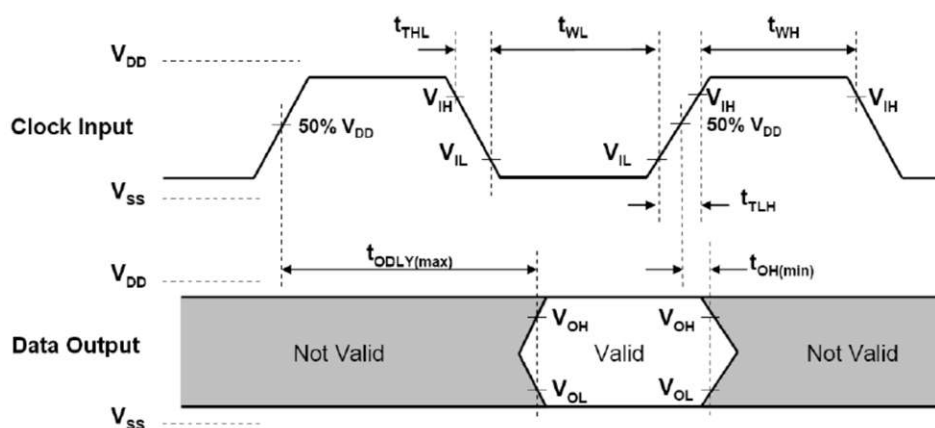 t_THL t_WL t_WH
V_DD
V_IH V_IH V_IH
Clock Input 50% V_DD 50% V_DD
V_IL V_IL
V_SS
t_TLH
V_DD t_ODLY(max) t_OH(min)
V_OH V_OH
Data Output Not Valid Valid Not Valid
V_OL V_OL
V_SS